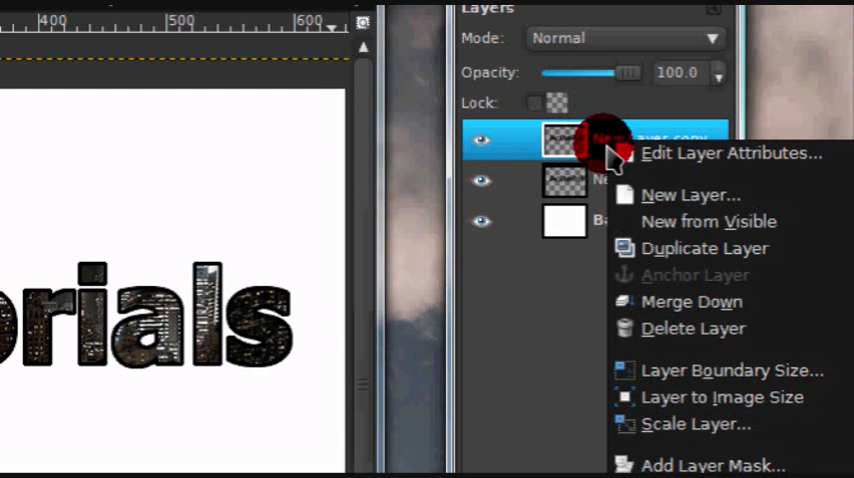 400
500
600
orials
Layers
Mode: Normal
Opacity: 100.0
Lock:
Layer copy
Ne
Ba
Edit Layer Attributes...
New Layer...
New from Visible
Duplicate Layer
Anchor Layer
Merge Down
Delete Layer
Layer Boundary Size...
Layer to Image Size
Scale Layer...
Add Layer Mask...